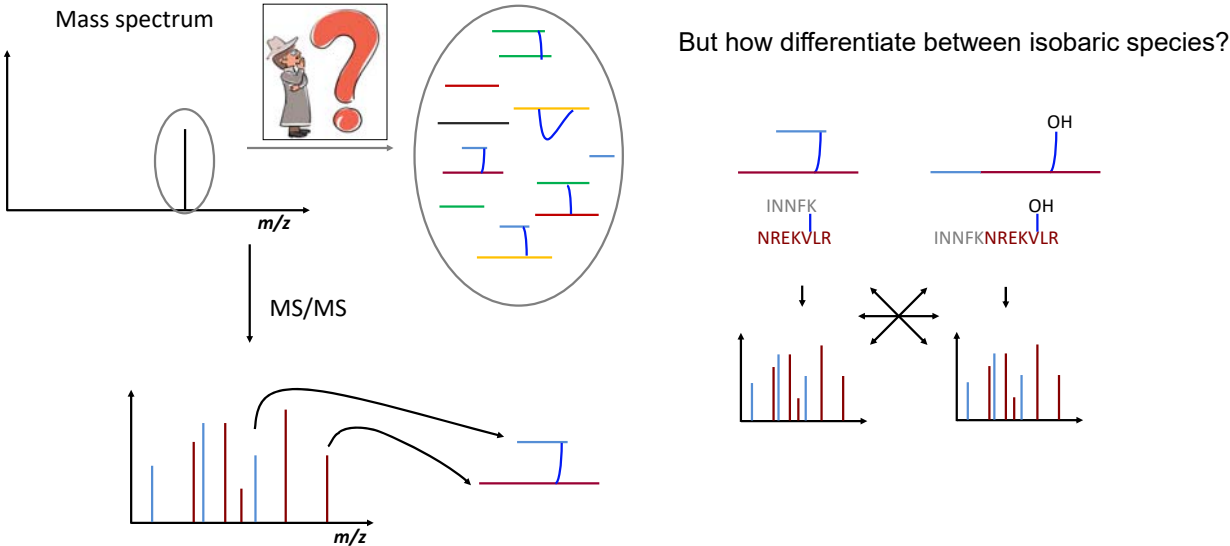 Mass spectrum
m/z
MS/MS
m/z
But how differentiate between isobaric species?
OH
INNFK
NREKVLR
OH
INNFKNREKVLR